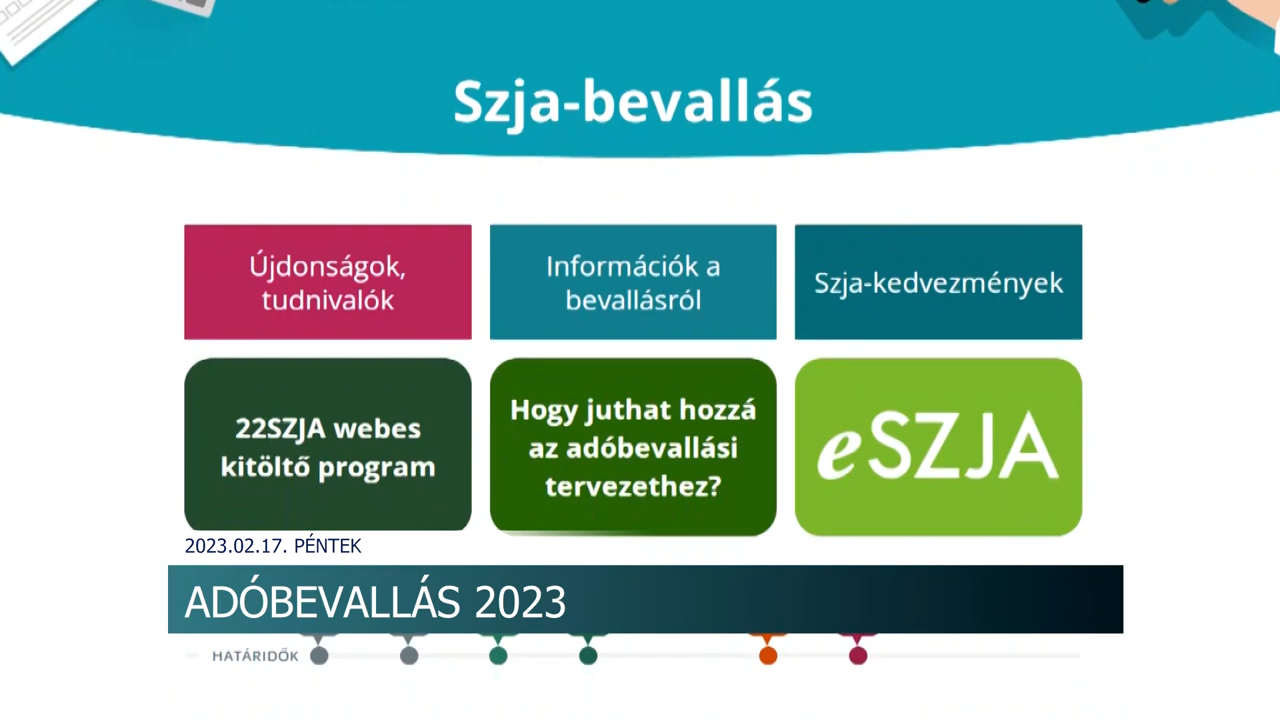 Szja-bevallás
Újdonságok,
tudnivalók
Információk a
bevallásról
Szja-kedvezmények
22SZJA webes
kitöltő program
Hogy juthat hozzá
az adóbevallási
tervezethez?
eSZJA
2023.02.17. PÉNTEK
ADÓBEVALLÁS 2023
HATÁRIDŐK